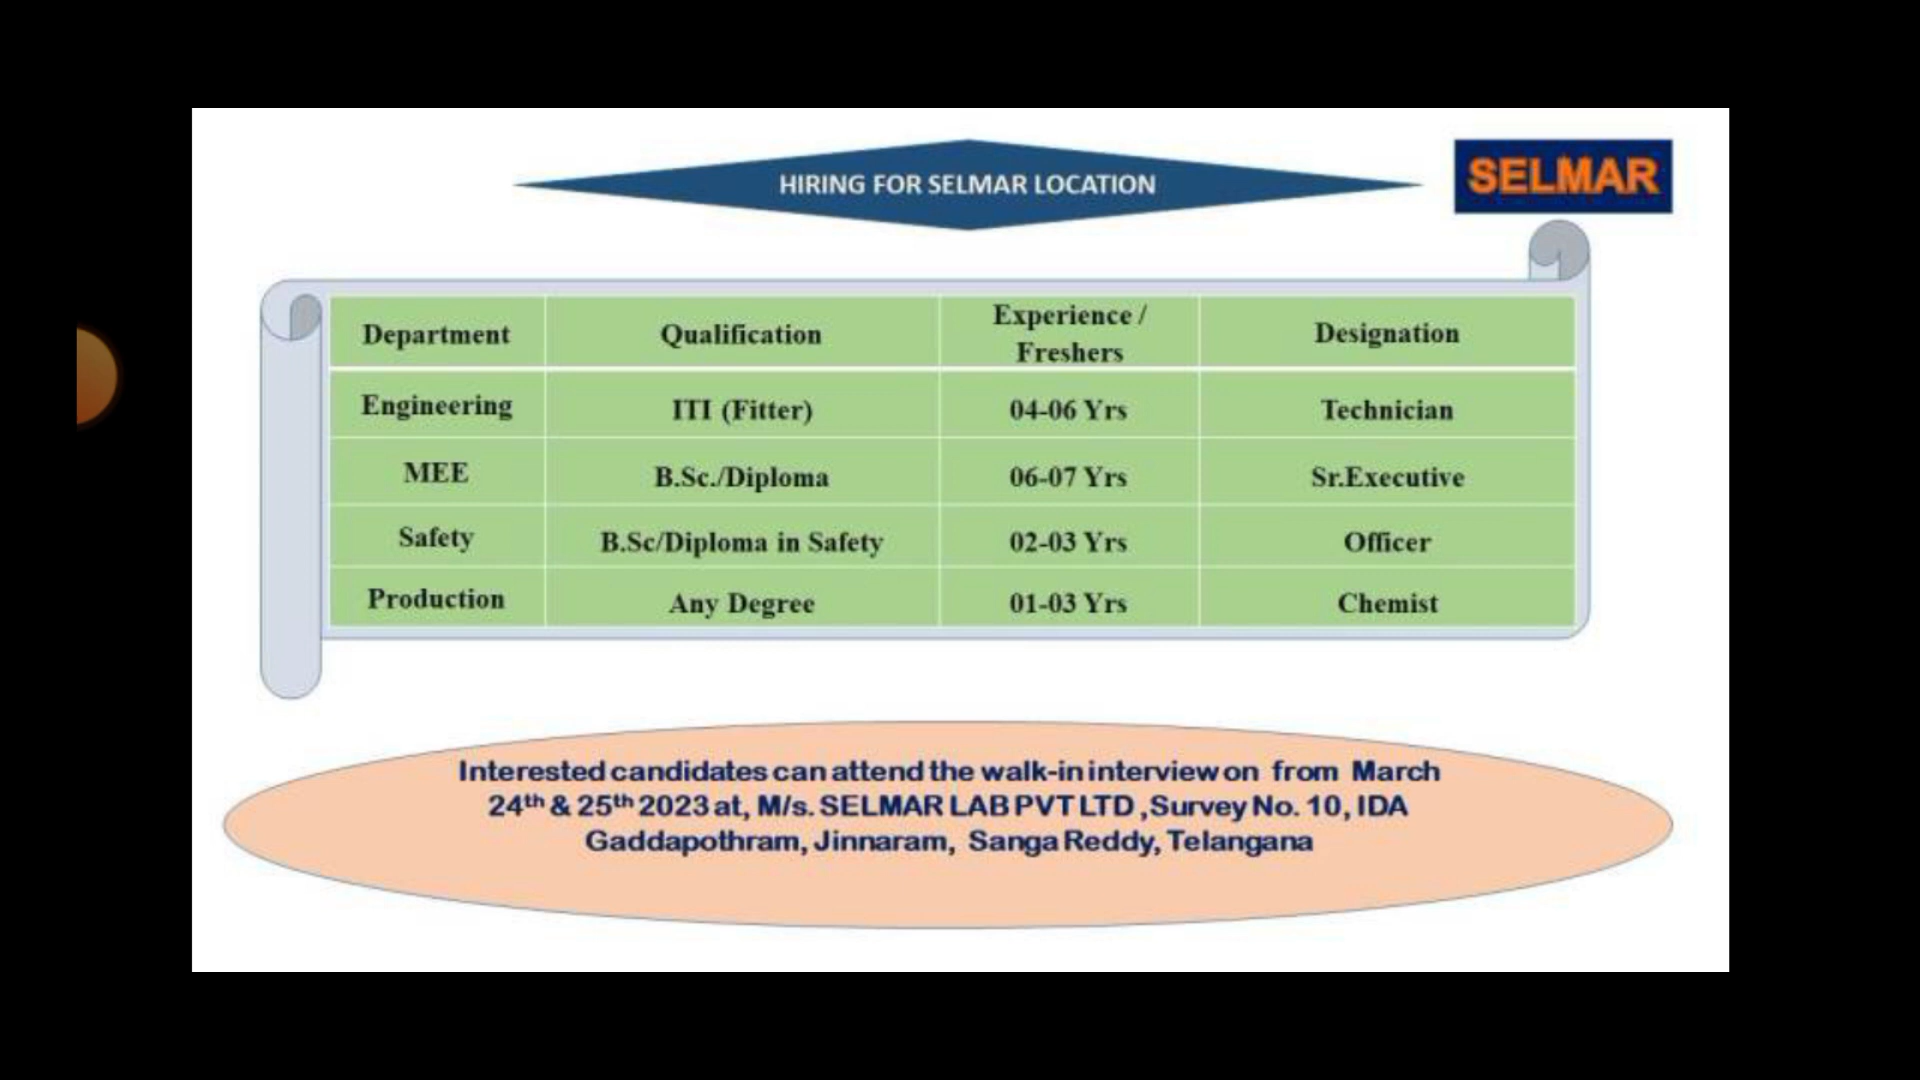 HIRING FOR SELMAR LOCATION
SELMAR
Department Qualification Experience / Freshers Designation
Engineering ITI (Fitter) 04-06 Yrs Technician
MEE B.Sc./Diploma 06-07 Yrs Sr.Executive
Safety B.Sc/Diploma in Safety 02-03 Yrs Officer
Production Any Degree 01-03 Yrs Chemist
Interested candidates can attend the walk-in interview on from March
24th & 25th 2023 at, M/s. SELMAR LAB PVT LTD ,Survey No. 10, IDA
Gaddapothram, Jinnaram, Sanga Reddy, Telangana